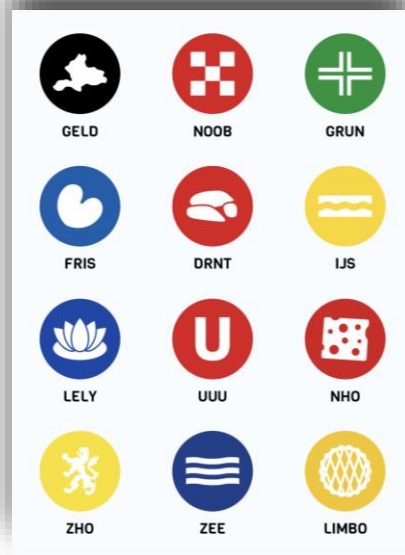 GELD
NOOB
GRUN
FRIS
DRNT
IJS
LELY
U
UUU
NHO
ZHO
ZEE
LIMBO